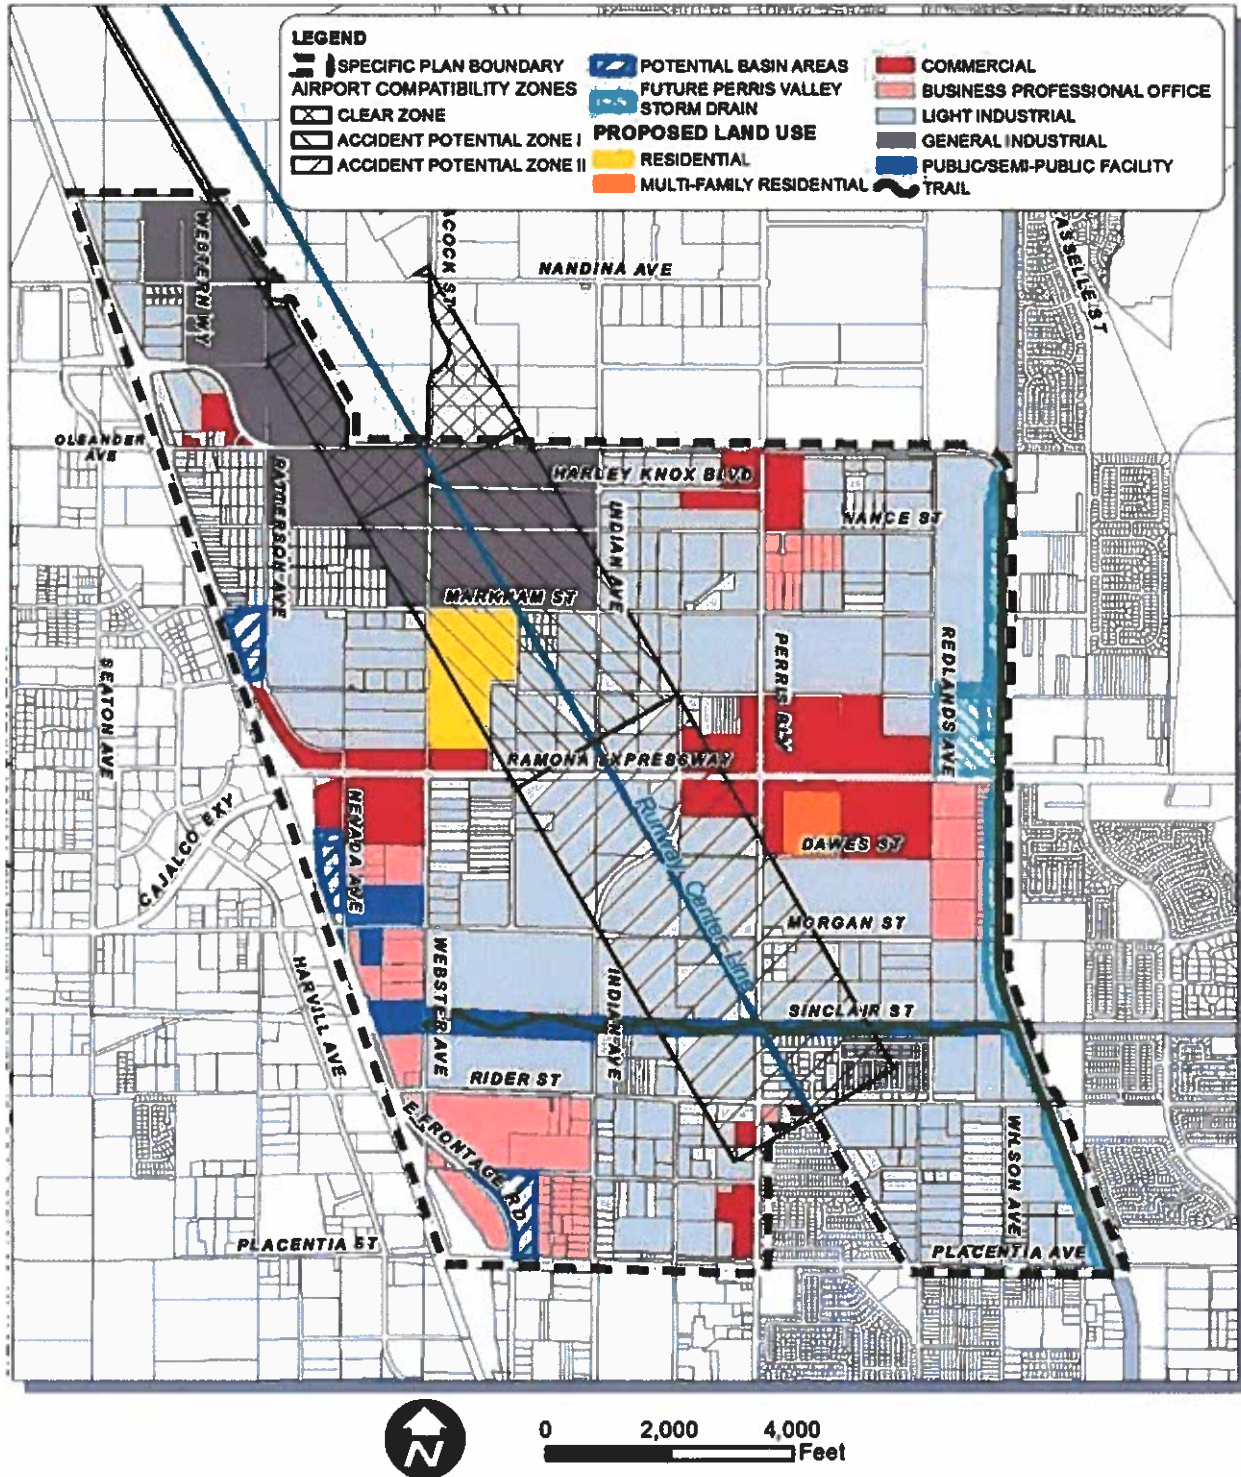 LEGEND
SPECIFIC PLAN BOUNDARY
AIRPORT COMPATIBILITY ZONES
CLEAR ZONE
ACCIDENT POTENTIAL ZONE I
ACCIDENT POTENTIAL ZONE II
POTENTIAL BASIN AREAS
FUTURE PERRIS VALLEY
STORM DRAIN
PROPOSED LAND USE
RESIDENTIAL
MULTI-FAMILY RESIDENTIAL
COMMERCIAL
BUSINESS PROFESSIONAL OFFICE
LIGHT INDUSTRIAL
GENERAL INDUSTRIAL
PUBLIC/SEMI-PUBLIC FACILITY
TRAIL
WESTERN WY
ACOCK ST
NANDINA AVE
ASSELLE ST
OLEANDER
AVE
PATTERSON AVE
HARLEY KNOX BLVD
INDIAN AVE
NANCE ST
MARKHAM ST
SEATON AVE
PERRIS BLV
REDLANDS AVE
RAMONA EXPRESSWAY
CAJALCO EXY
NEVADA AVE
Runway Center Line
DAWES ST
MORGAN ST
HARVILL AVE
WEBSTER AVE
INDIAN AVE
SINCLAIR ST
RIDER ST
E FRONTAGE RD
WILSON AVE
PLACENTIA ST
PLACENTIA AVE
N
0 2,000 4,000
Feet